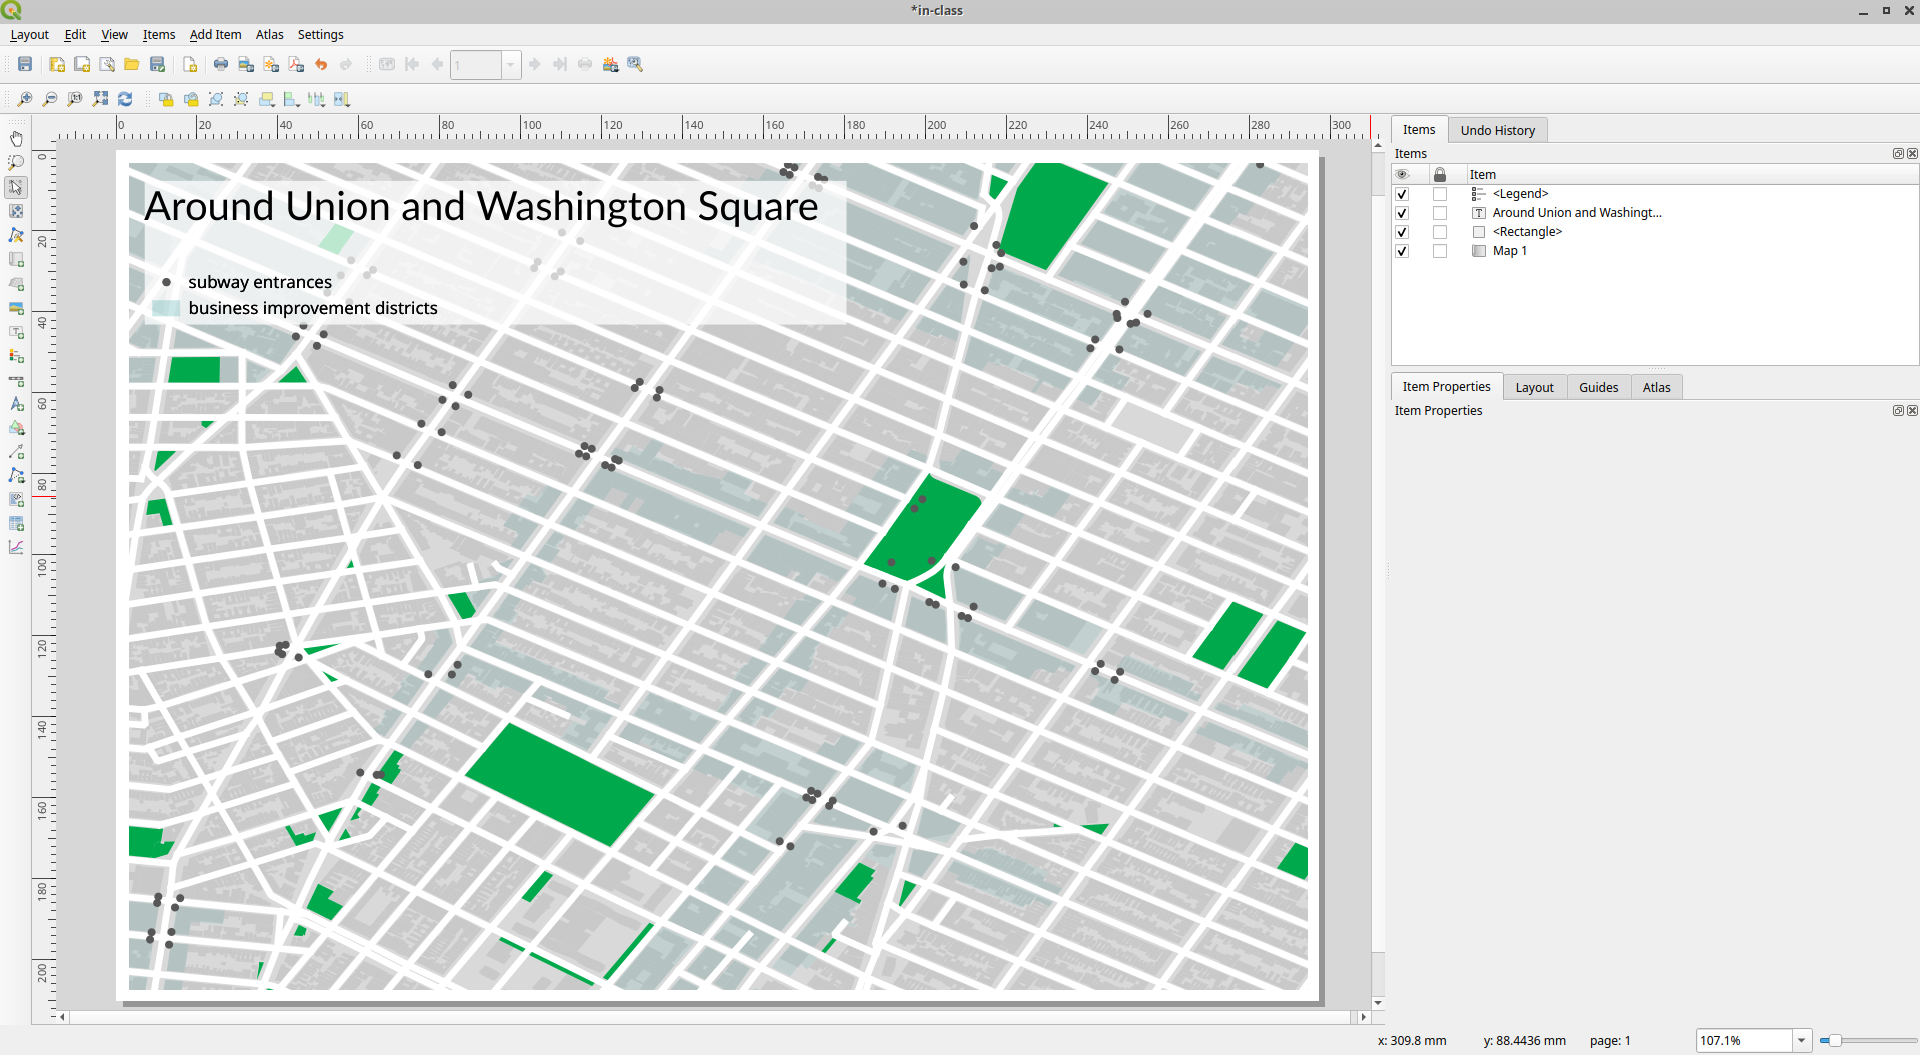 *in-class
Layout Edit View Items Add Item Atlas Settings
1
0 20 40 60 80 100 120 140 160 180 200 220 240 260 280 300
0
20
40
60
80
100
120
140
160
180
200
Around Union and Washington Square
subway entrances
business improvement districts
Items Undo History
Items
Item
<Legend>
Around Union and Washingt...
<Rectangle>
Map 1
Item Properties Layout Guides Atlas
Item Properties
x: 309.8 mm y: 88.4436 mm page: 1 107.1%